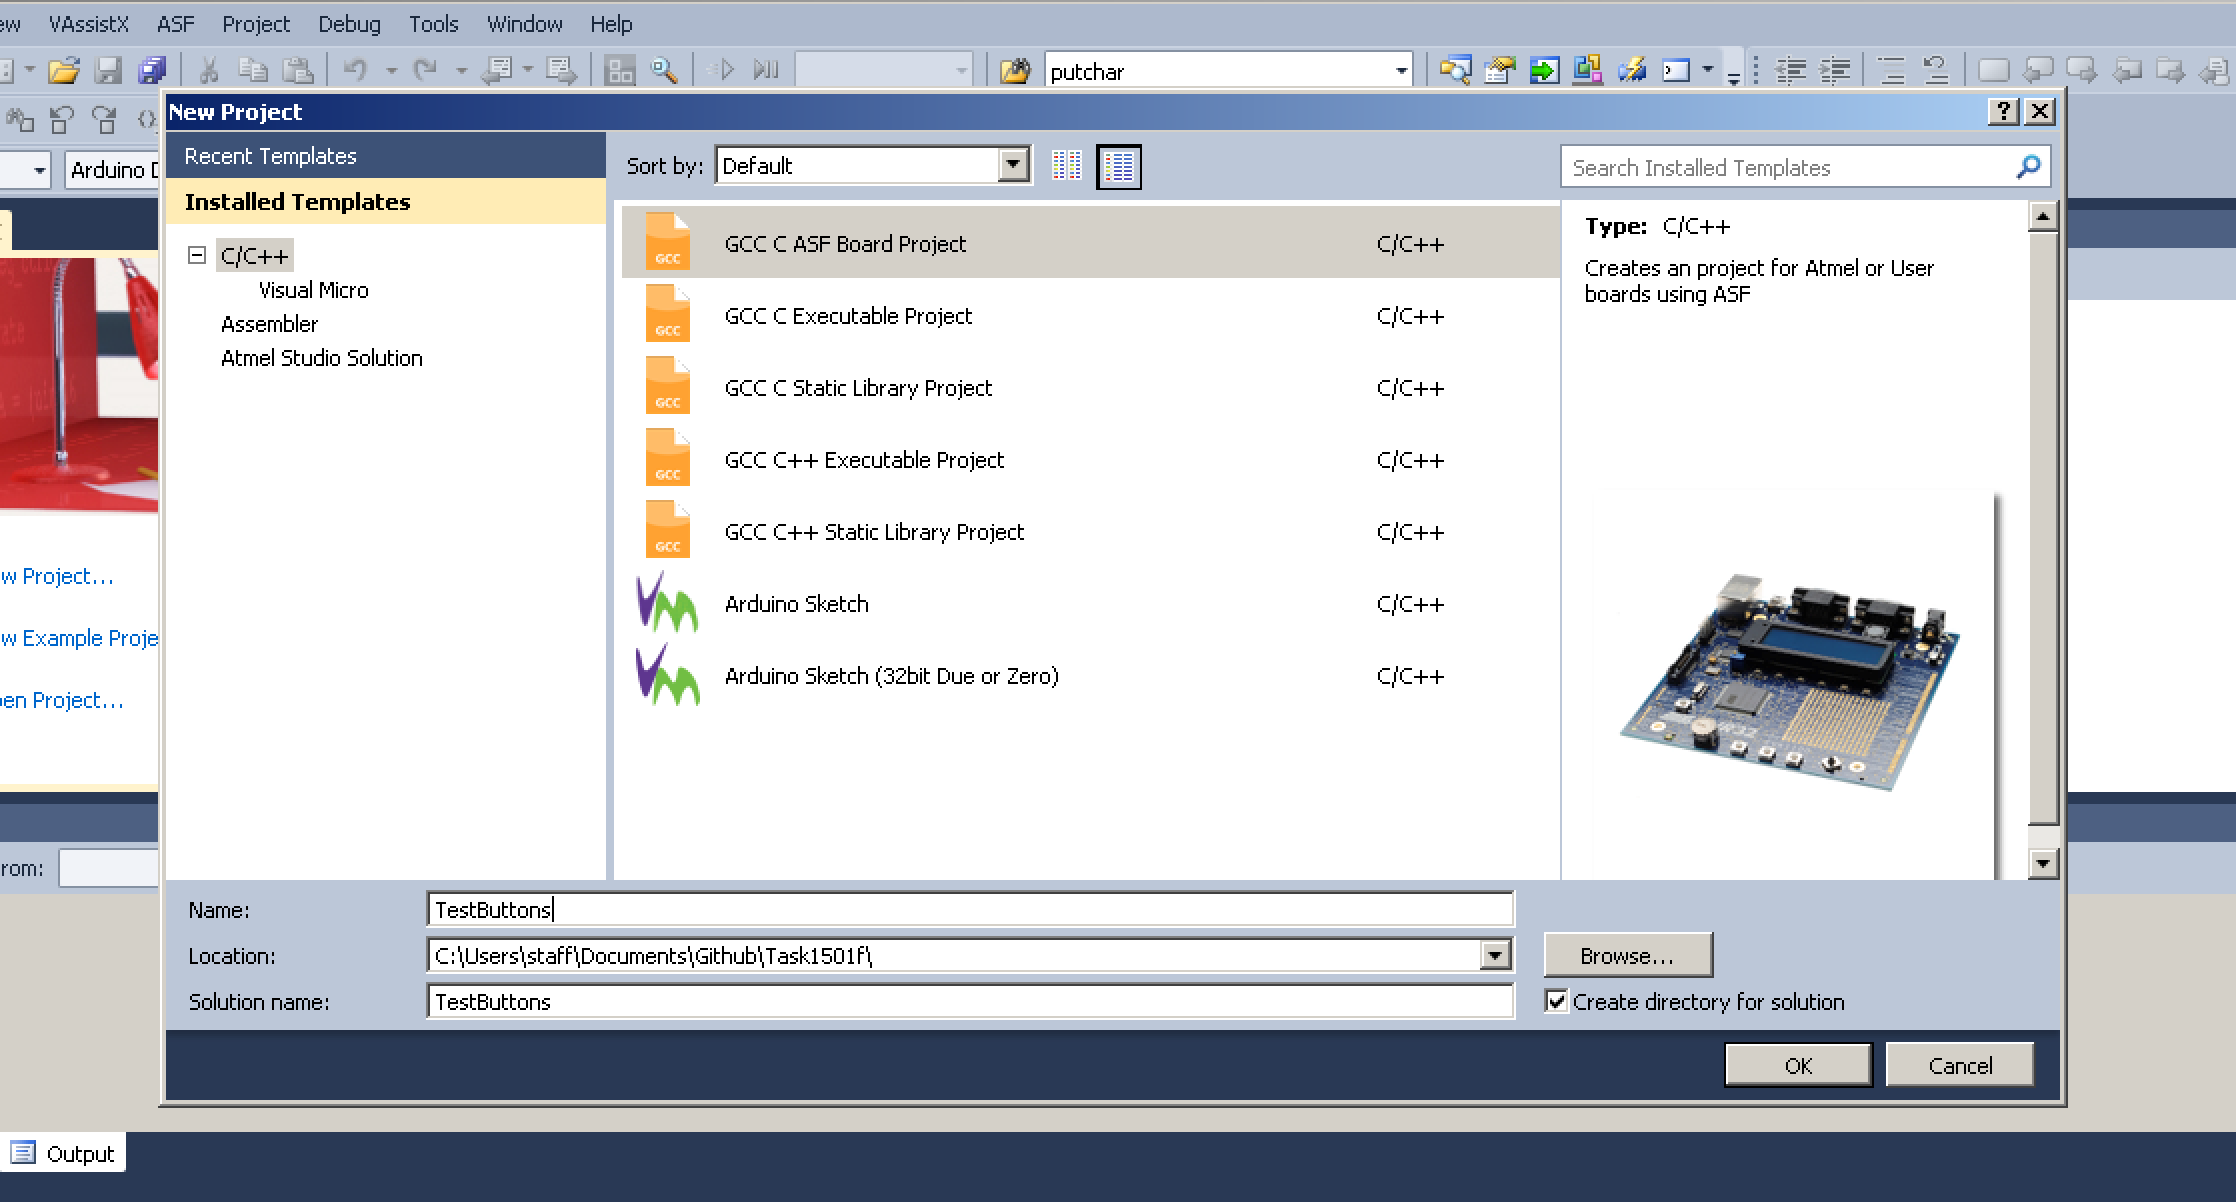 ew VAssistX ASF Project Debug Tools Window Help
putchar
New Project
Arduino D
Recent Templates
Sort by: Default
Search Installed Templates
Installed Templates
C/C++
Visual Micro
Assembler
Atmel Studio Solution
GCC C ASF Board Project C/C++
GCC C Executable Project C/C++
GCC C Static Library Project C/C++
GCC C++ Executable Project C/C++
GCC C++ Static Library Project C/C++
Arduino Sketch C/C++
Arduino Sketch (32bit Due or Zero) C/C++
Type: C/C++
Creates an project for Atmel or User
boards using ASF
w Project...
w Example Proje
en Project...
rom:
Name: TestButtons
Location: C:\Users\staff\Documents\Github\Task1501f\
Browse...
Solution name: TestButtons
Create directory for solution
OK Cancel
Output